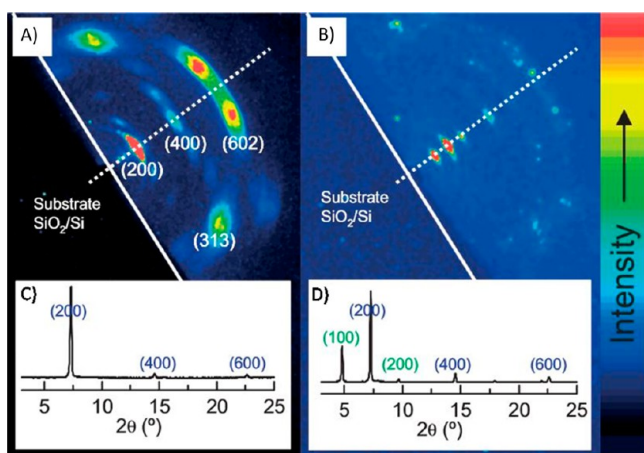 A)
(200)
(400)
(602)
(313)
Substrate
SiO₂/Si
B)
Substrate
SiO₂/Si
Intensity
C)
(200)
(400)
(600)
5 10 15 20 25
2θ (º)
D)
(100)
(200)
(200)
(400)
(600)
5 10 15 20 25
2θ (º)